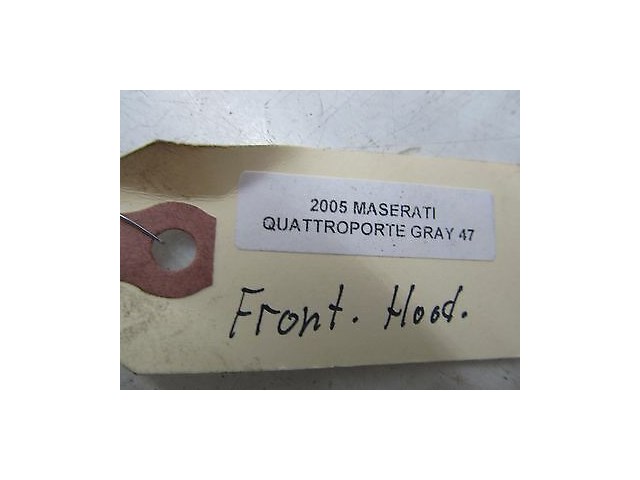 2005 MASERATI
QUATTROPORTE GRAY 47
Front. Hood.